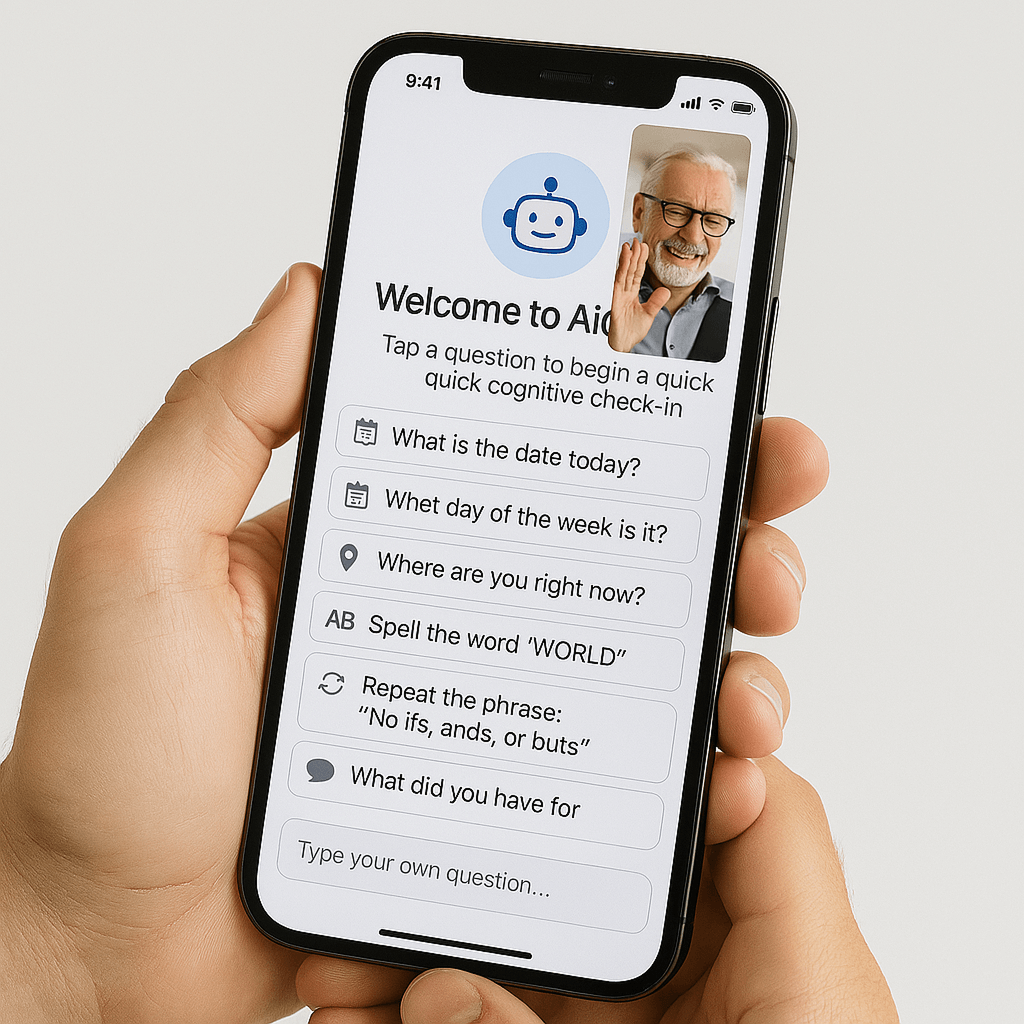 9:41
Welcome to Ai
Tap a question to begin a quick
quick cognitive check-in
What is the date today?
Whet day of the week is it?
Where are you right now?
AB Spell the word 'WORLD”
Repeat the phrase:
“No ifs, ands, or buts”
What did you have for
Type your own question...